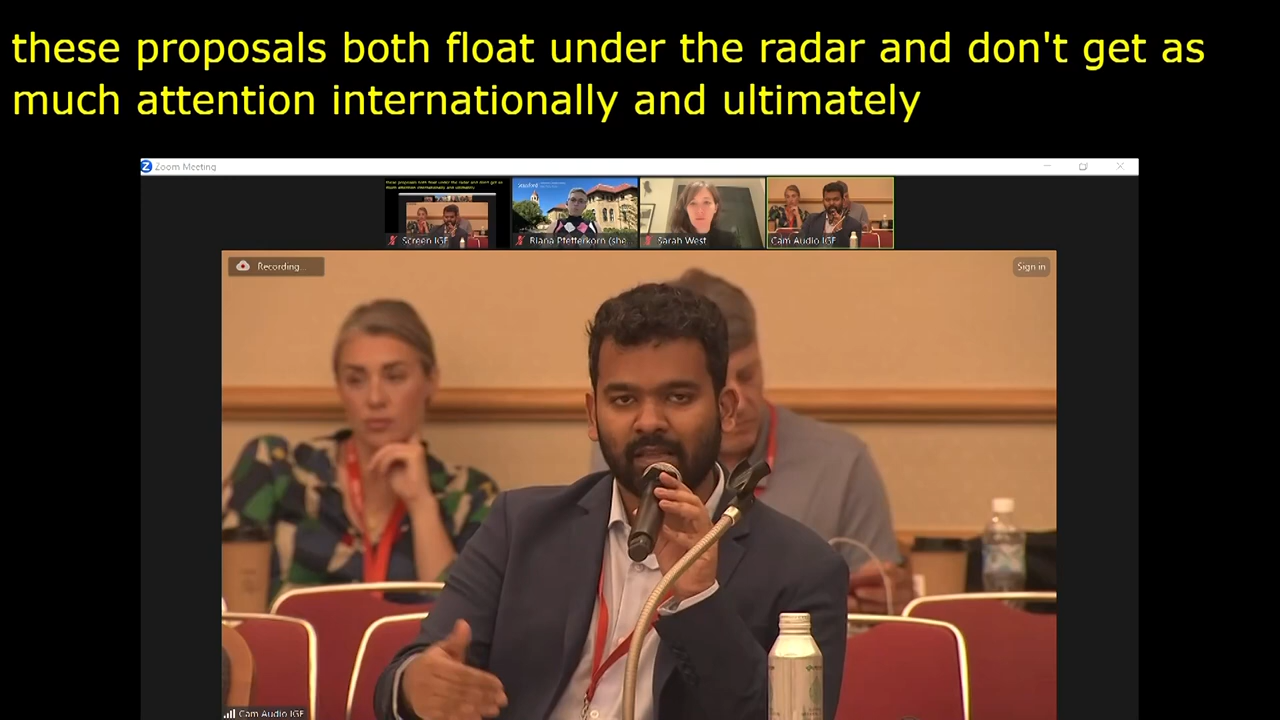 these proposals both float under the radar and don't get as
much attention internationally and ultimately
Zoom Meeting
Screen IGF
Riana Pfefferkorn (she
Sarah West
Cam Audio IGF
Recording...
Sign in
Cam Audio IGF